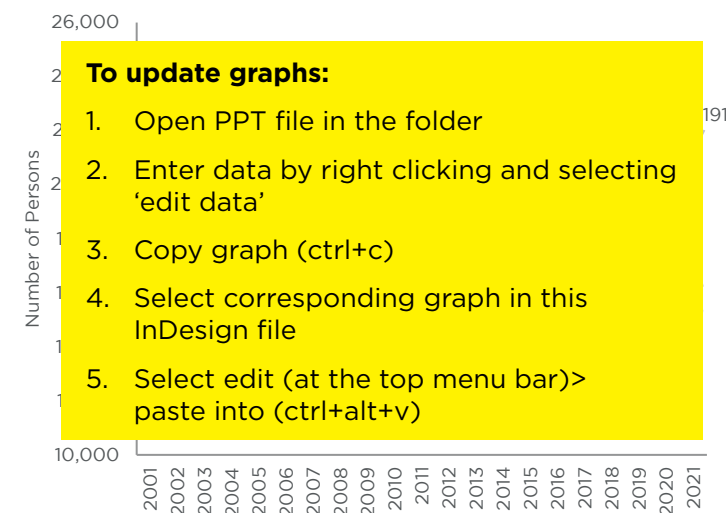 26,000
To update graphs:
1. Open PPT file in the folder
2. Enter data by right clicking and selecting
'edit data'
3. Copy graph (ctrl+c)
4. Select corresponding graph in this
InDesign file
5. Select edit (at the top menu bar)>
paste into (ctrl+alt+v)
191
Number of Persons
10,000
2001
2002
2003
2004
2005
2006
2007
2008
2009
2010
2011
2012
2013
2014
2015
2016
2017
2018
2019
2020
2021